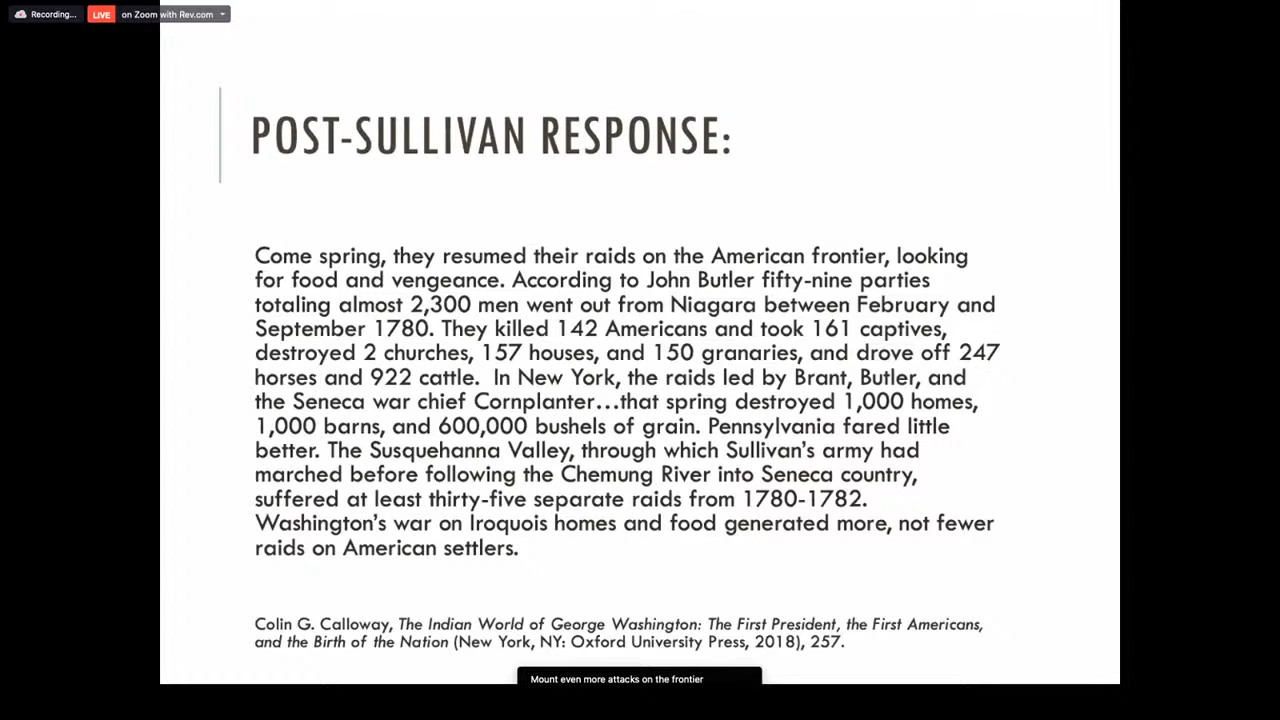 Recording... LIVE on Zoom with Rev.com
POST-SULLIVAN RESPONSE:
Come spring, they resumed their raids on the American frontier, looking
for food and vengeance. According to John Butler fifty-nine parties
totaling almost 2,300 men went out from Niagara between February and
September 1780. They killed 142 Americans and took 161 captives,
destroyed 2 churches, 157 houses, and 150 granaries, and drove off 247
horses and 922 cattle.  In New York, the raids led by Brant, Butler, and
the Seneca war chief Cornplanter…that spring destroyed 1,000 homes,
1,000 barns, and 600,000 bushels of grain. Pennsylvania fared little
better. The Susquehanna Valley, through which Sullivan's army had
marched before following the Chemung River into Seneca country,
suffered at least thirty-five separate raids from 1780-1782.
Washington's war on Iroquois homes and food generated more, not fewer
raids on American settlers.
Colin G. Calloway, The Indian World of George Washington: The First President, the First Americans,
and the Birth of the Nation (New York, NY: Oxford University Press, 2018), 257.
Mount even more attacks on the frontier